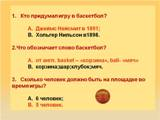 1. Кто придумал игру в баскетбол?
А. Джеймс Нейсмит в 1891;
В. Хольгер Нильсон в1898.
2.Что обозначает слово баскетбол?
А. от англ. basket – «корзина», ball- «мяч»
В. корзина;шар;клубок;мяч.
3. Сколько человек должно быть на площадке во
время игры?
А. 6 человек;
В. 5 человек.